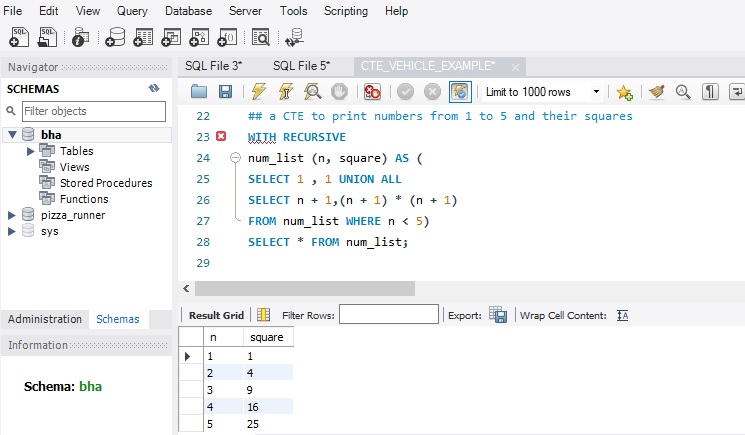 File Edit View Query Database Server Tools Scripting Help
Navigator
SCHEMAS
Filter objects
bha
Tables
Views
Stored Procedures
Functions
pizza_runner
sys
Administration Schemas
Information
Schema: bha
SQL File 3* SQL File 5* CTE_VEHICLE_EXAMPLE*
Limit to 1000 rows
22 ## a CTE to print numbers from 1 to 5 and their squares
23 WITH RECURSIVE
24 num_list (n, square) AS (
25 SELECT 1 , 1 UNION ALL
26 SELECT n + 1,(n + 1) * (n + 1)
27 FROM num_list WHERE n < 5)
28 SELECT * FROM num_list;
29
Result Grid Filter Rows: Export: Wrap Cell Content:
n square
1 1
2 4
3 9
4 16
5 25